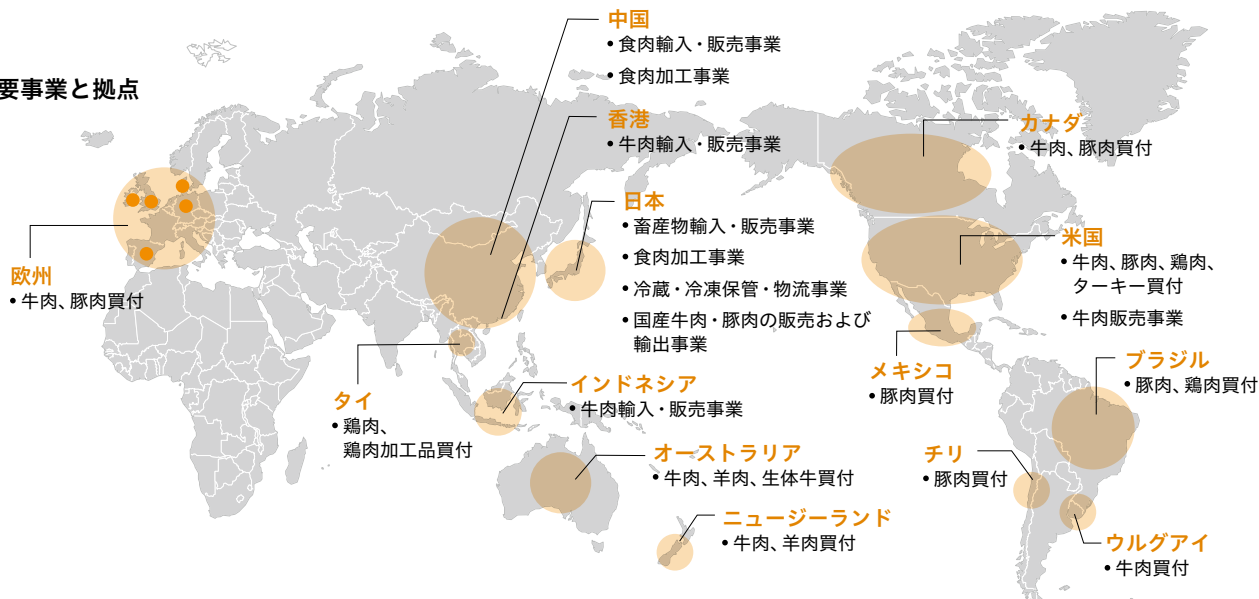 要事業と拠点
中国
•食肉輸入・販売事業
•食肉加工事業
香港
•牛肉輸入・販売事業
日本
•畜産物輸入・販売事業
•食肉加工事業
•冷蔵・冷凍保管・物流事業
•国産牛肉・豚肉の販売および
輸出事業
カナダ
•牛肉、豚肉買付
米国
•牛肉、豚肉、鶏肉、
ターキー買付
•牛肉販売事業
欧州
•牛肉、豚肉買付
タイ
•鶏肉、
鶏肉加工品買付
インドネシア
•牛肉輸入・販売事業
オーストラリア
•牛肉、羊肉、生体牛買付
ニュージーランド
•牛肉、羊肉買付
メキシコ
•豚肉買付
ブラジル
•豚肉、鶏肉買付
チリ
•豚肉買付
ウルグアイ
•牛肉買付